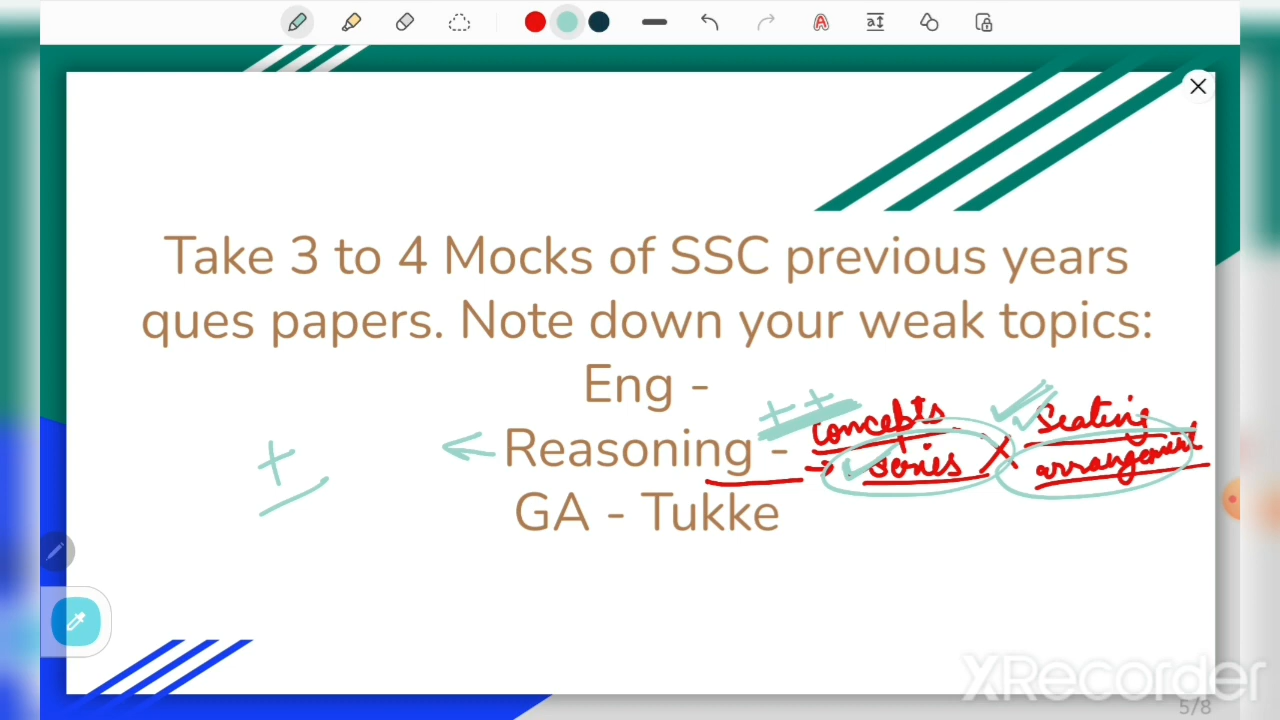 Take 3 to 4 Mocks of SSC previous years
ques papers. Note down your weak topics:
Eng -
Reasoning - concepts Seating
series X arrangement
GA - Tukke
XRecorder
5/8